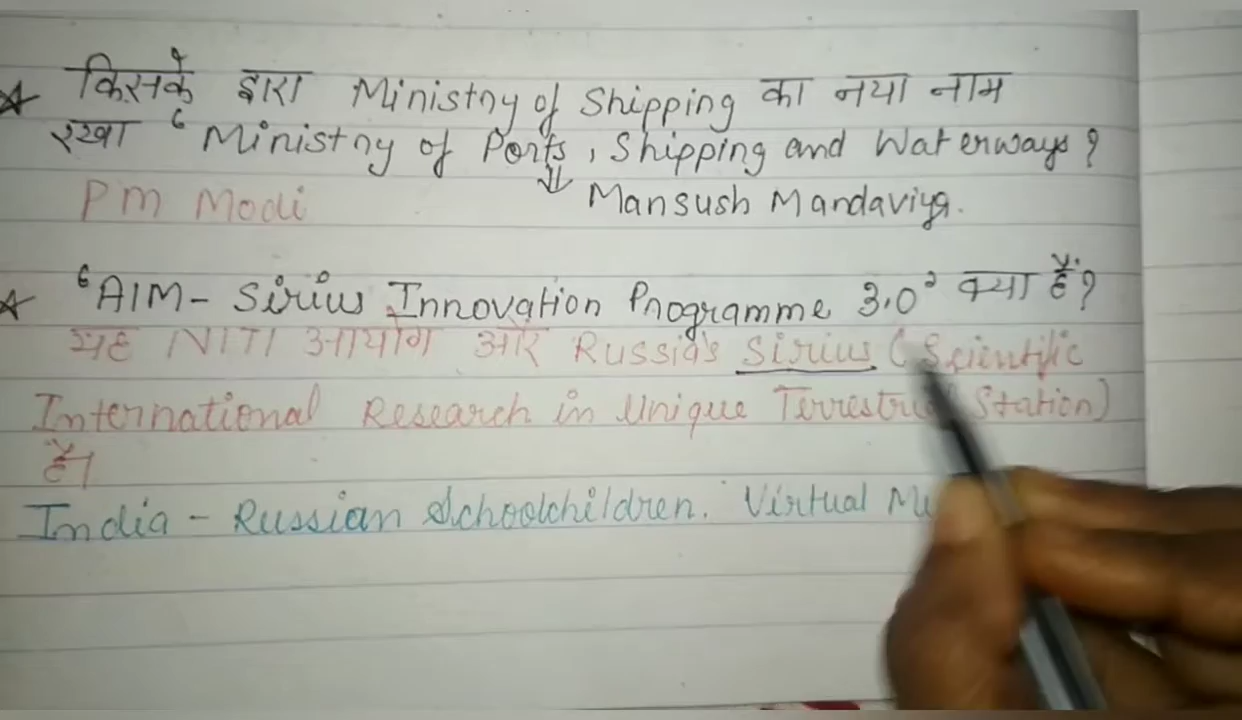 ★ किसके द्वारा Ministry of Shipping का नया नाम
रखा ‘Ministry of Ports, Shipping and Waterways?
PM Modi ⇓ Mansush Mandaviya.
★ ‘AIM- Sirius Innovation Programme 3.0’ क्या हैं?
यह NITI आयोग और Russia's Sirius (Scientific
International Research in Unique Terrestrial Station)
हैं।
India - Russian Schoolchildren. Virtual